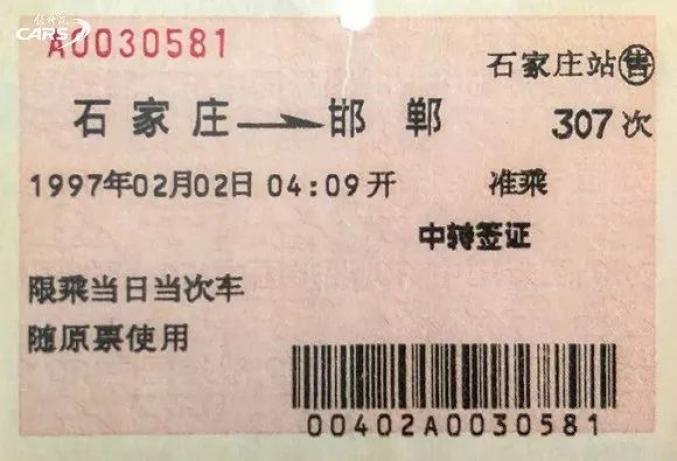 CARS
A0030581
石家庄站售
石家庄→邯郸 307次
1997年02月02日 04:09开 准乘
中转签证
限乘当日当次车
随原票使用
00402A0030581